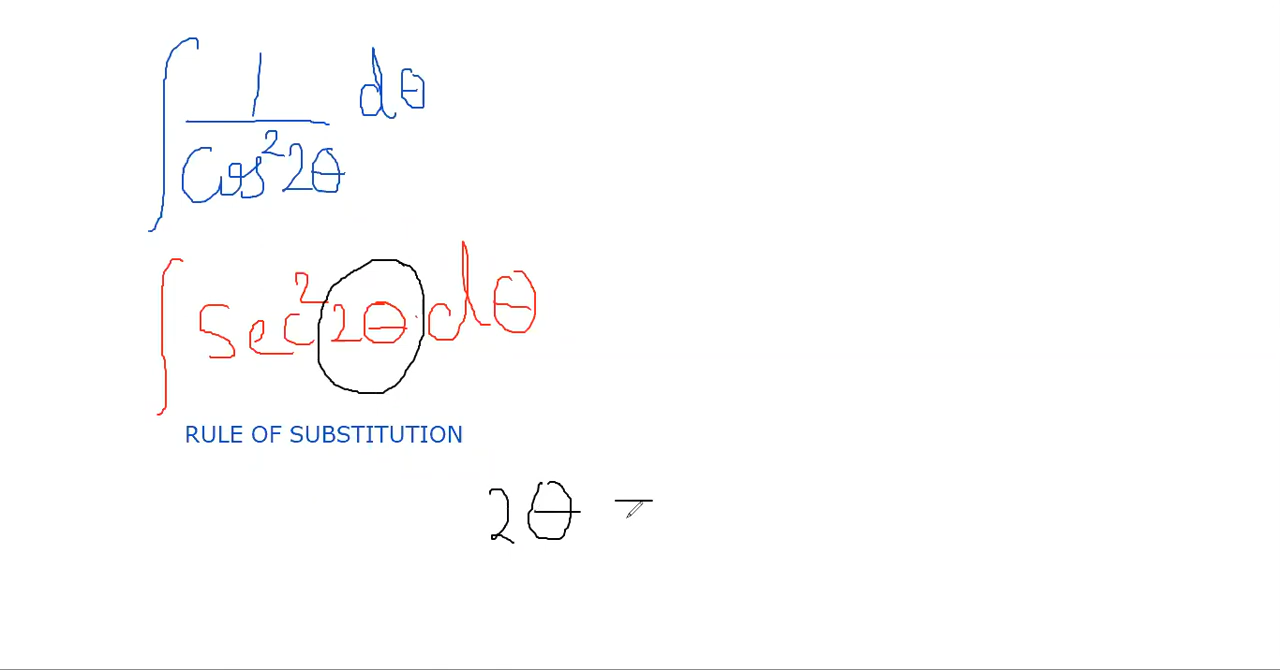 ∫ 1/Cos²2θ dθ
∫ Sec²2θ dθ
RULE OF SUBSTITUTION
2θ